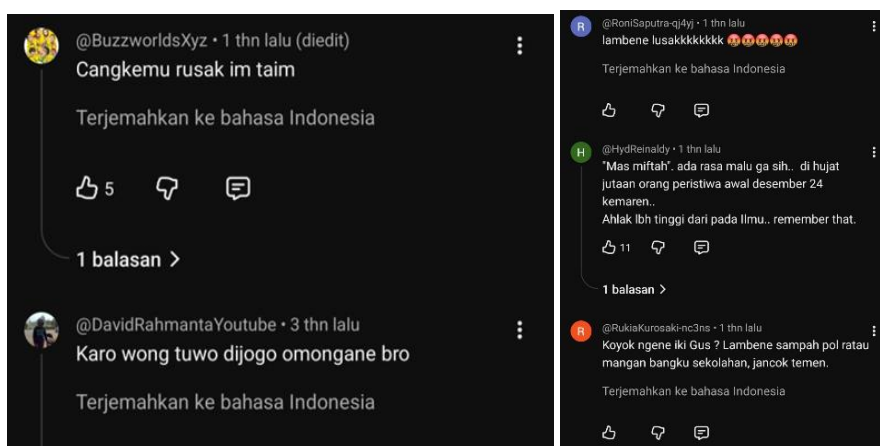 @BuzzworldsXyz • 1 thn lalu (diedit)
Cangkemu rusak im taim
Terjemahkan ke bahasa Indonesia
5
1 balasan >
@DavidRahmantaYoutube • 3 thn lalu
Karo wong tuwo dijogo omongane bro
Terjemahkan ke bahasa Indonesia
R
@RoniSaputra-qj4yj • 1 thn lalu
lambene lusakkkkkkkk 🤬🤬🤬🤬🤬
Terjemahkan ke bahasa Indonesia
H
@HydReinaldy • 1 thn lalu
"Mas miftah". ada rasa malu ga sih.. di hujat
jutaan orang peristiwa awal desember 24
kemaren..
Ahlak lbh tinggi dari pada Ilmu.. remember that.
11
1 balasan >
R
@RukiaKurosaki-nc3ns • 1 thn lalu
Koyok ngene iki Gus ? Lambene sampah pol ratau
mangan bangku sekolahan, jancok temen.
Terjemahkan ke bahasa Indonesia